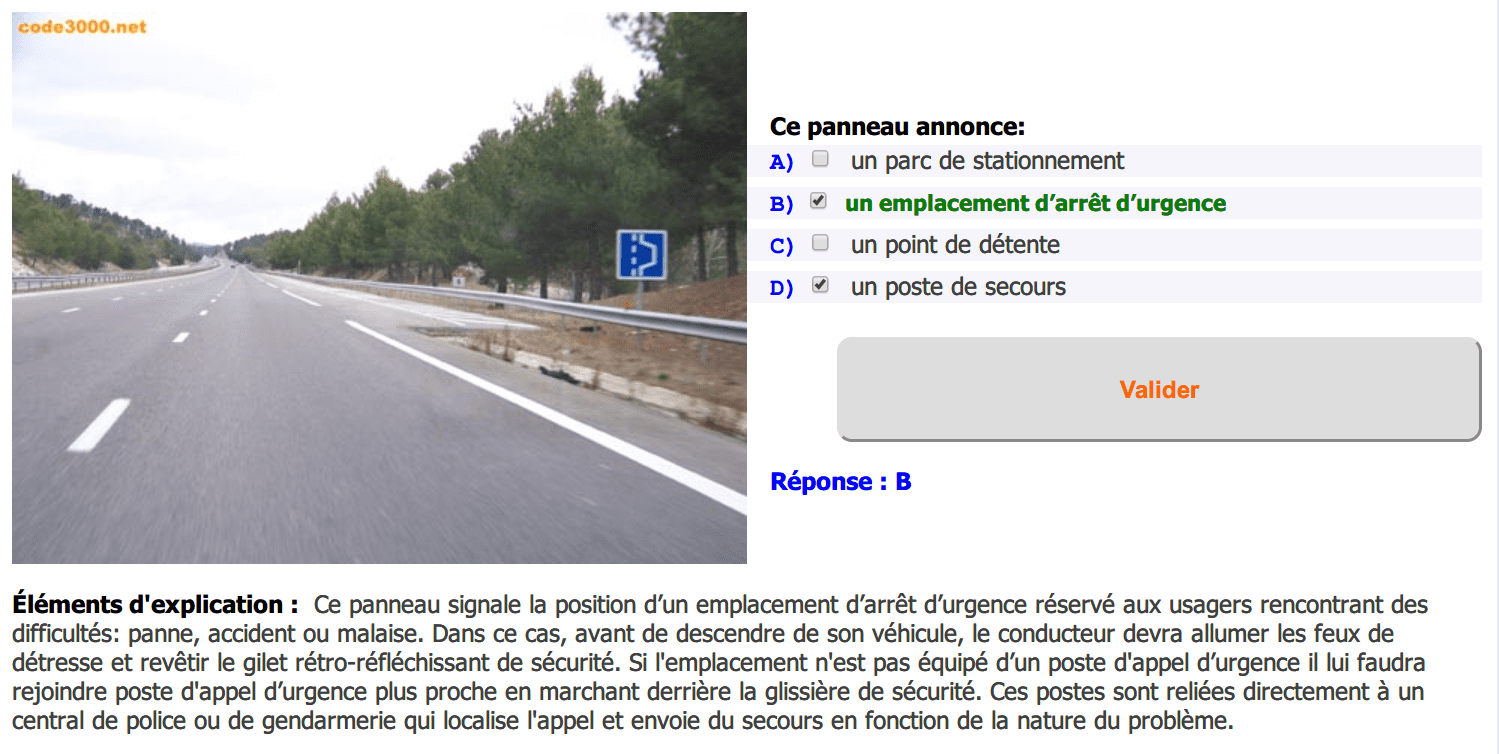 code3000.net
Ce panneau annonce:
A) un parc de stationnement
B) un emplacement d’arrêt d’urgence
C) un point de détente
D) un poste de secours
Valider
Réponse : B
Éléments d'explication : Ce panneau signale la position d’un emplacement d’arrêt d’urgence réservé aux usagers rencontrant des
difficultés: panne, accident ou malaise. Dans ce cas, avant de descendre de son véhicule, le conducteur devra allumer les feux de
détresse et revêtir le gilet rétro-réfléchissant de sécurité. Si l'emplacement n'est pas équipé d’un poste d'appel d’urgence il lui faudra
rejoindre poste d'appel d’urgence plus proche en marchant derrière la glissière de sécurité. Ces postes sont reliées directement à un
central de police ou de gendarmerie qui localise l'appel et envoie du secours en fonction de la nature du problème.